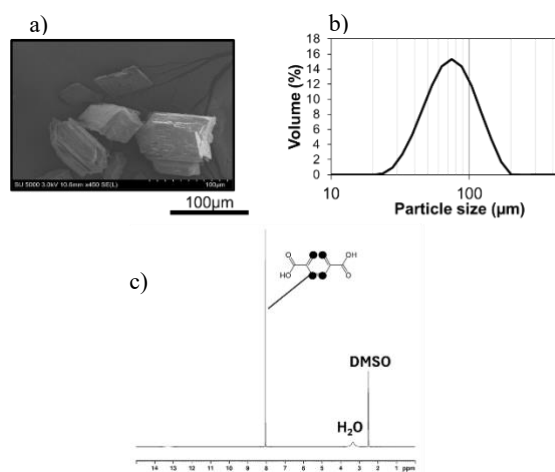 a)
SU 5000 3.0kV 10.6mm x450 SE(L) 100µm
100µm
b)
Volume (%)
18
16
14
12
10
8
6
4
2
0
10 100
Particle size (µm)
c)
O OH
HO O
DMSO
H₂O
15 14 13 12 11 10 9 8 7 6 5 4 3 2 1 ppm